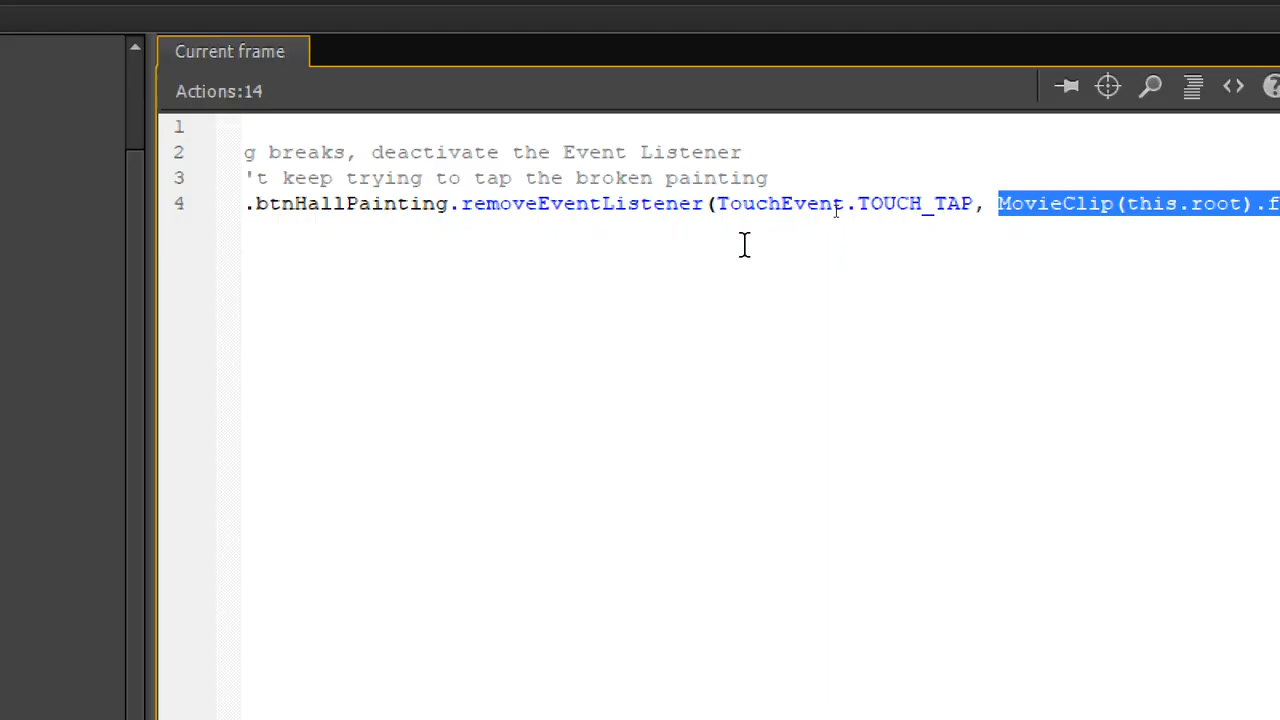 Current frame
Actions:14
1
2 g breaks, deactivate the Event Listener
3 't keep trying to tap the broken painting
4 .btnHallPainting.removeEventListener(TouchEvent.TOUCH_TAP, MovieClip(this.root).f